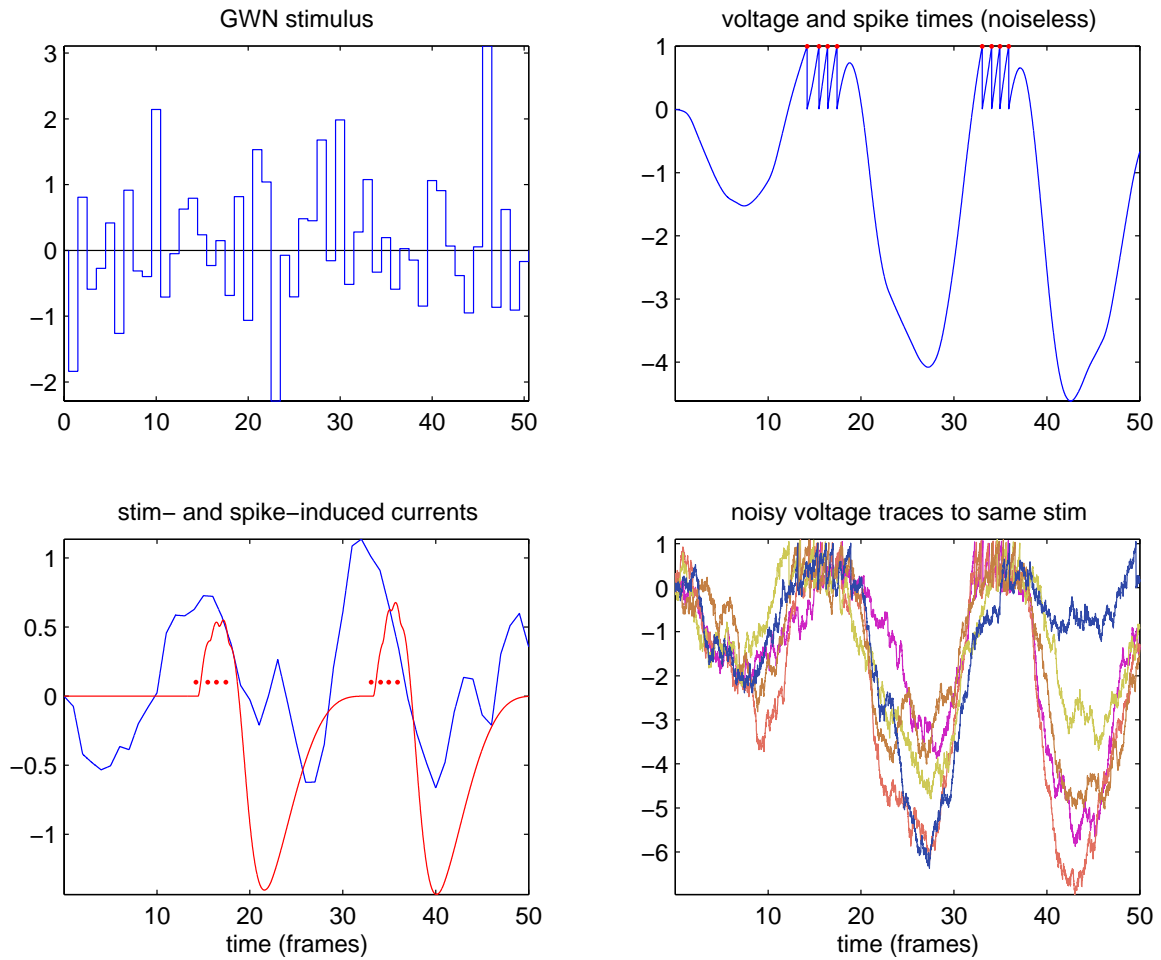 GWN stimulus
3
2
1
0
−1
−2
0 10 20 30 40 50
voltage and spike times (noiseless)
1
0
−1
−2
−3
−4
0 10 20 30 40 50
stim− and spike−induced currents
1
0.5
0
−0.5
−1
10 20 30 40 50
time (frames)
noisy voltage traces to same stim
0
−1
−2
−3
−4
−5
−6
10 20 30 40 50
time (frames)